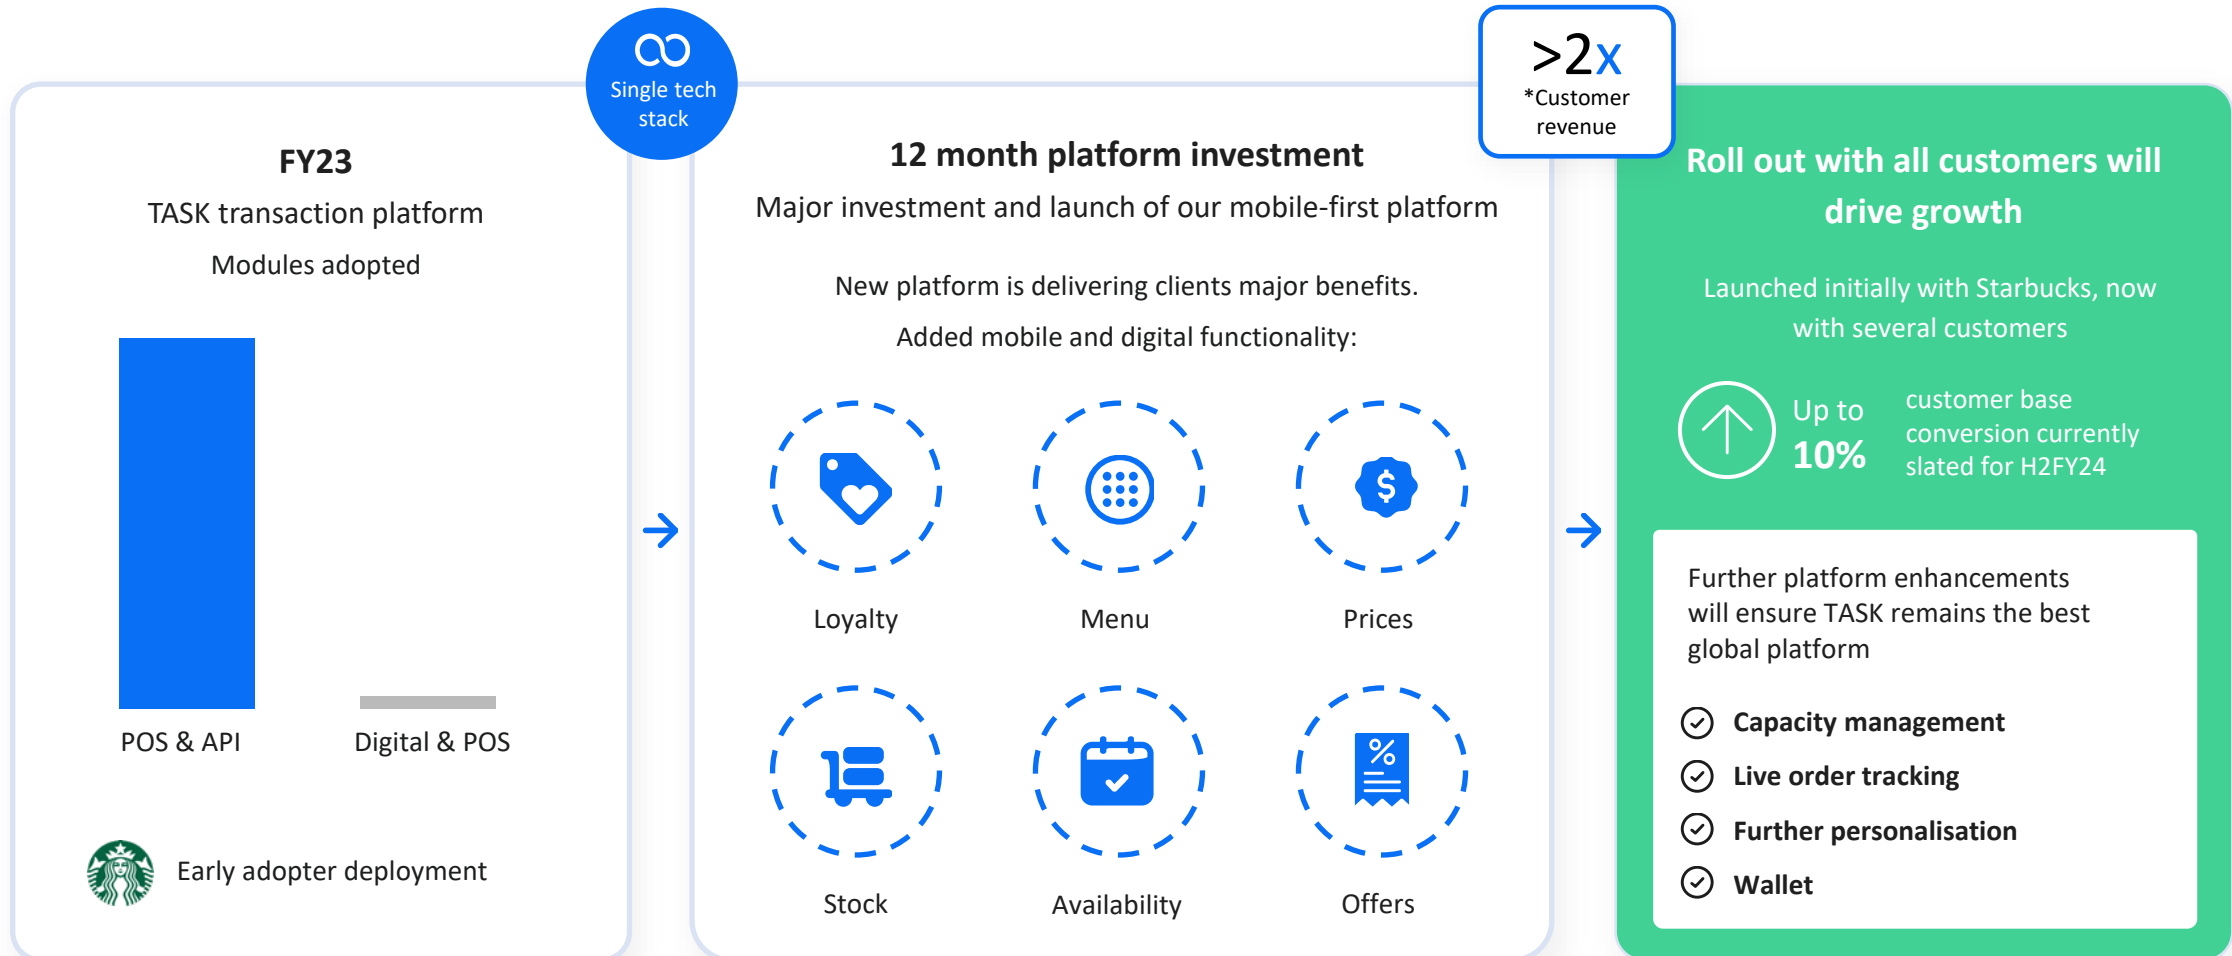 Single tech
stack
>2x
*Customer
revenue
FY23
TASK transaction platform
Modules adopted
POS & API
Digital & POS
Early adopter deployment
12 month platform investment
Major investment and launch of our mobile-first platform
New platform is delivering clients major benefits.
Added mobile and digital functionality:
$
Loyalty
Menu
Prices
%
Stock
Availability
Offers
Roll out with all customers will
drive growth
Launched initially with Starbucks, now
with several customers
Up to
10%
customer base
conversion currently
slated for H2FY24
Further platform enhancements
will ensure TASK remains the best
global platform
Capacity management
Live order tracking
Further personalisation
Wallet